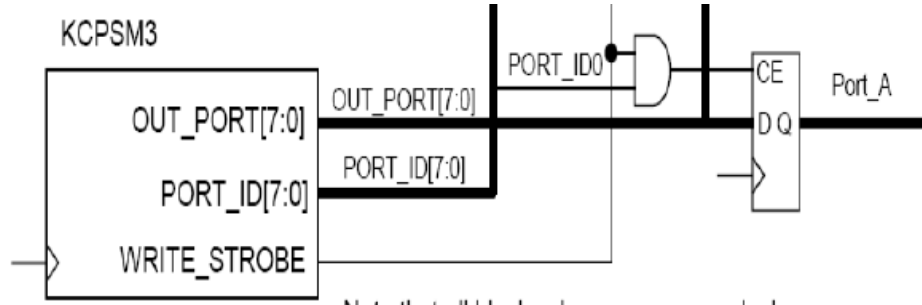 KCPSM3
OUT_PORT[7:0]
PORT_ID[7:0]
WRITE_STROBE
OUT_PORT[7:0]
PORT_ID[7:0]
PORT_ID0
CE
D Q
Port_A